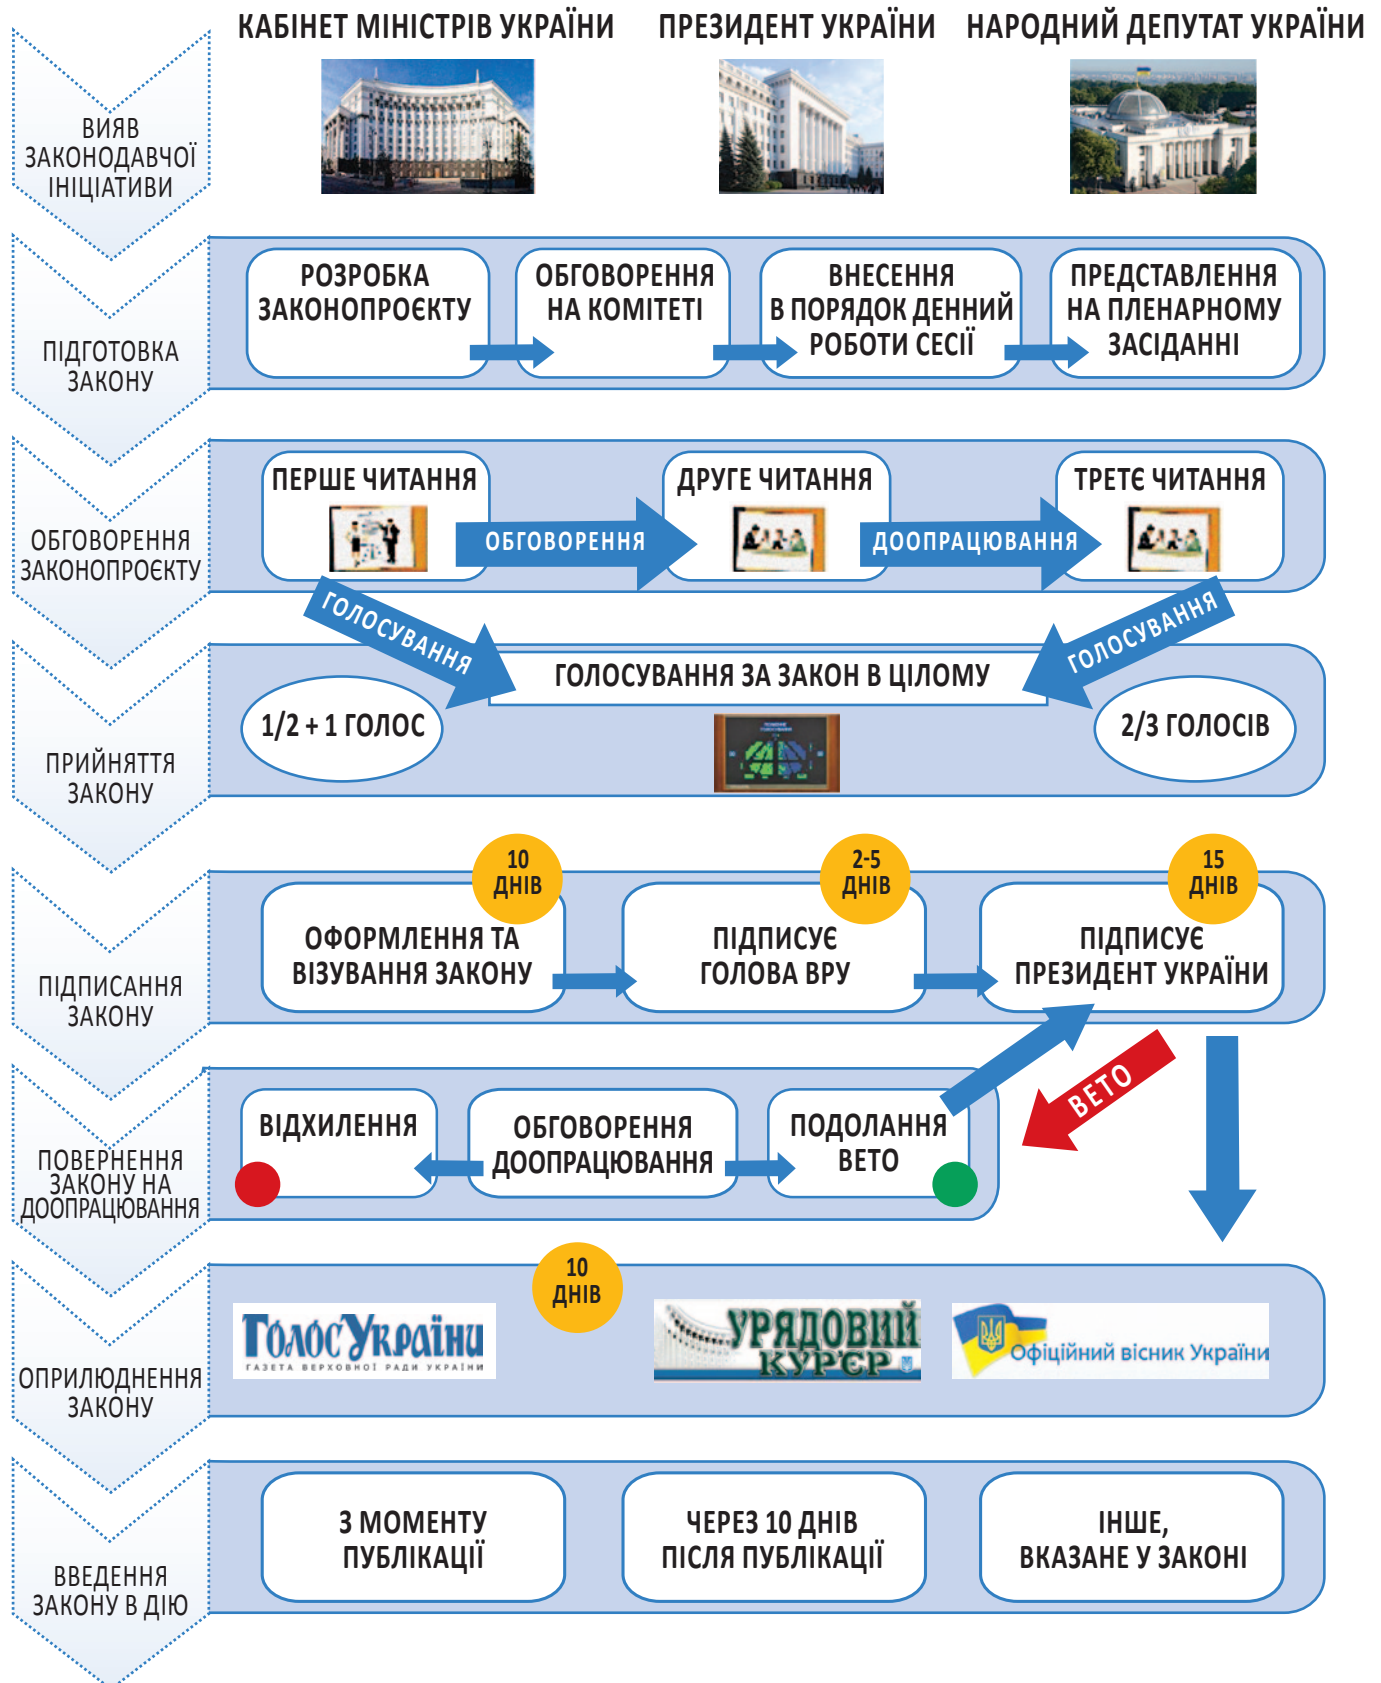 КАБІНЕТ МІНІСТРІВ УКРАЇНИ
ПРЕЗИДЕНТ УКРАЇНИ
НАРОДНИЙ ДЕПУТАТ УКРАЇНИ
ВИЯВ
ЗАКОНОДАВЧОЇ
ІНІЦІАТИВИ
ПІДГОТОВКА
ЗАКОНУ
РОЗРОБКА
ЗАКОНОПРОЄКТУ
ОБГОВОРЕННЯ
НА КОМІТЕТІ
ВНЕСЕННЯ
В ПОРЯДОК ДЕННИЙ
РОБОТИ СЕСІЇ
ПРЕДСТАВЛЕННЯ
НА ПЛЕНАРНОМУ
ЗАСІДАННІ
ОБГОВОРЕННЯ
ЗАКОНОПРОЄКТУ
ПЕРШЕ ЧИТАННЯ
ОБГОВОРЕННЯ
ДРУГЕ ЧИТАННЯ
ДООПРАЦЮВАННЯ
ТРЕТЄ ЧИТАННЯ
ГОЛОСУВАННЯ
ГОЛОСУВАННЯ
ПРИЙНЯТТЯ
ЗАКОНУ
ГОЛОСУВАННЯ ЗА ЗАКОН В ЦІЛОМУ
1/2 + 1 ГОЛОС
2/3 ГОЛОСІВ
ПІДПИСАННЯ
ЗАКОНУ
10
ДНІВ
ОФОРМЛЕННЯ ТА
ВІЗУВАННЯ ЗАКОНУ
2-5
ДНІВ
ПІДПИСУЄ
ГОЛОВА ВРУ
15
ДНІВ
ПІДПИСУЄ
ПРЕЗИДЕНТ УКРАЇНИ
ВЕТО
ПОВЕРНЕННЯ
ЗАКОНУ НА
ДООПРАЦЮВАННЯ
ВІДХИЛЕННЯ
ОБГОВОРЕННЯ
ДООПРАЦЮВАННЯ
ПОДОЛАННЯ
ВЕТО
ОПРИЛЮДНЕННЯ
ЗАКОНУ
10
ДНІВ
ГОЛОС УКРАЇНИ
ГАЗЕТА ВЕРХОВНОЇ РАДИ УКРАЇНИ
УРЯДОВИЙ
КУР'ЄР
Офіційний вісник України
ВВЕДЕННЯ
ЗАКОНУ В ДІЮ
З МОМЕНТУ
ПУБЛІКАЦІЇ
ЧЕРЕЗ 10 ДНІВ
ПІСЛЯ ПУБЛІКАЦІЇ
ІНШЕ,
ВКАЗАНЕ У ЗАКОНІ